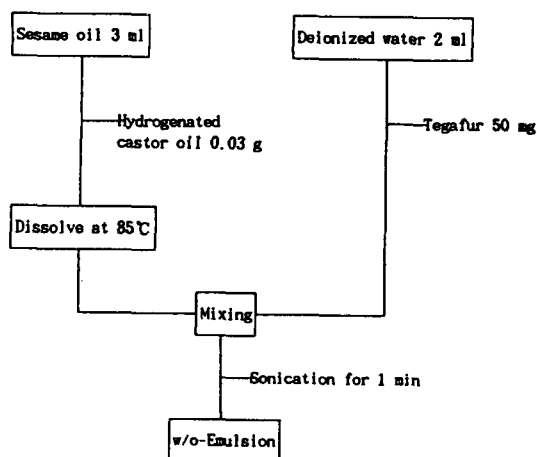 Sesame oil 3 ml
Deionized water 2 ml
Hydrogenated
castor oil 0.03 g
Tegafur 50 mg
Dissolve at 85℃
Mixing
Sonication for 1 min
w/o-Emulsion